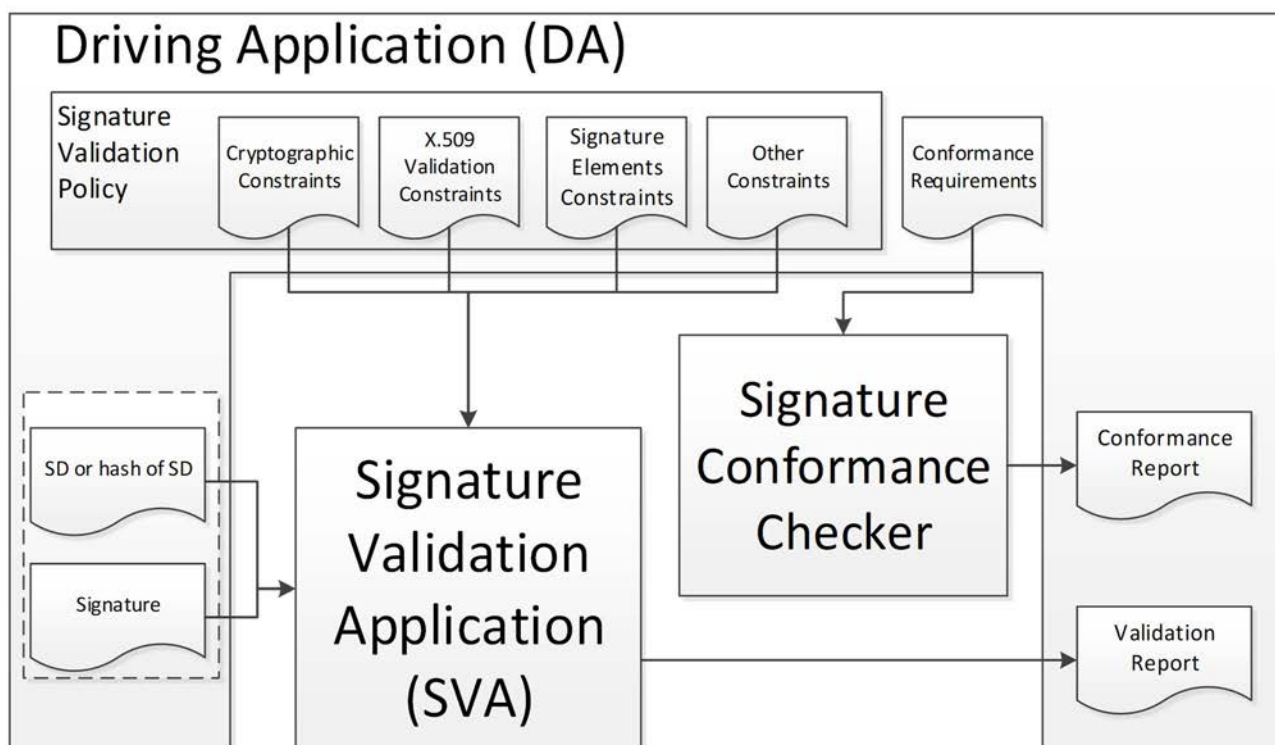 Driving Application (DA)
Signature
Validation
Policy
Cryptographic
Constraints
X.509
Validation
Constraints
Signature
Elements
Constraints
Other
Constraints
Conformance
Requirements
Signature
Conformance
Checker
SD or hash of SD
Signature
Signature
Validation
Application
(SVA)
Conformance
Report
Validation
Report